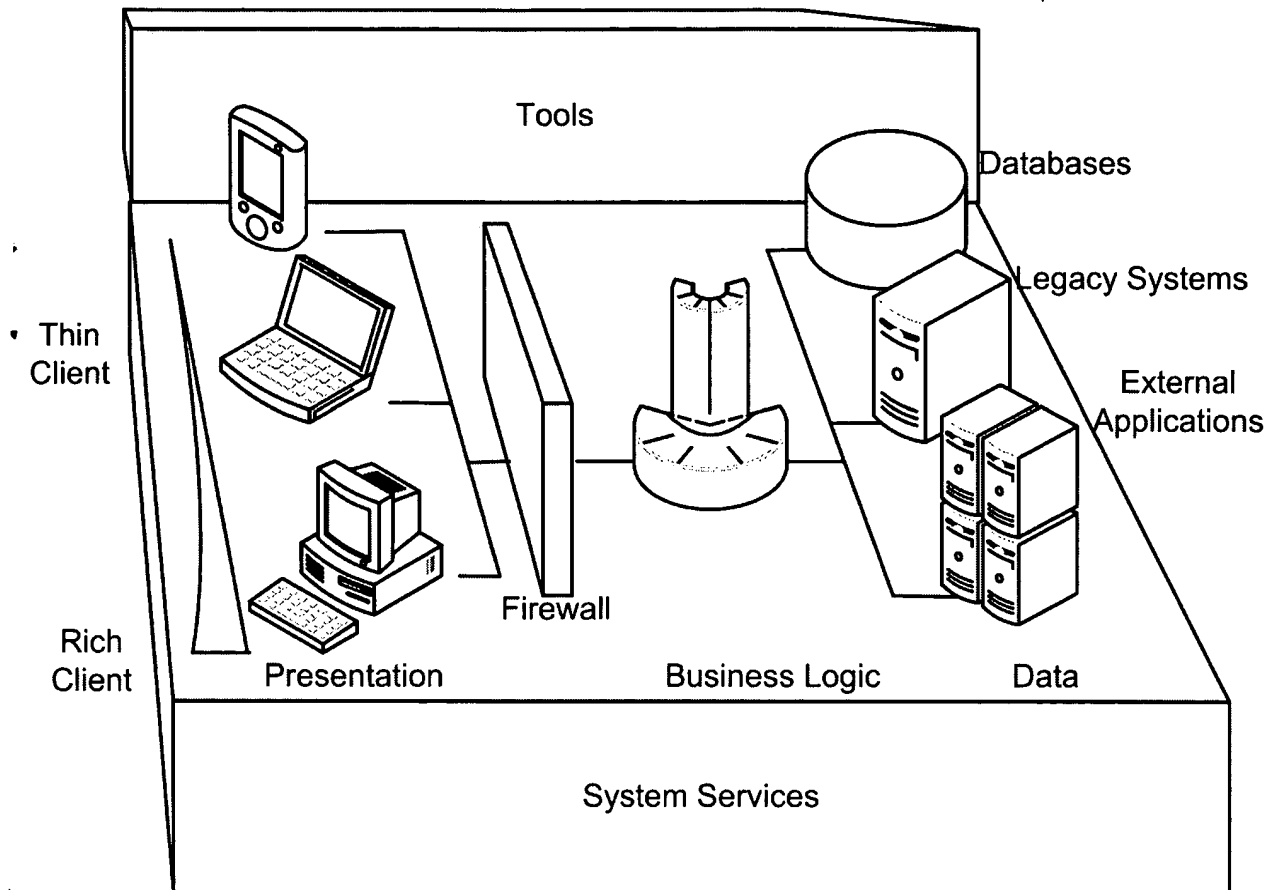 Tools
Databases
Legacy Systems
Thin
Client
External
Applications
Firewall
Rich
Client
Presentation
Business Logic
Data
System Services